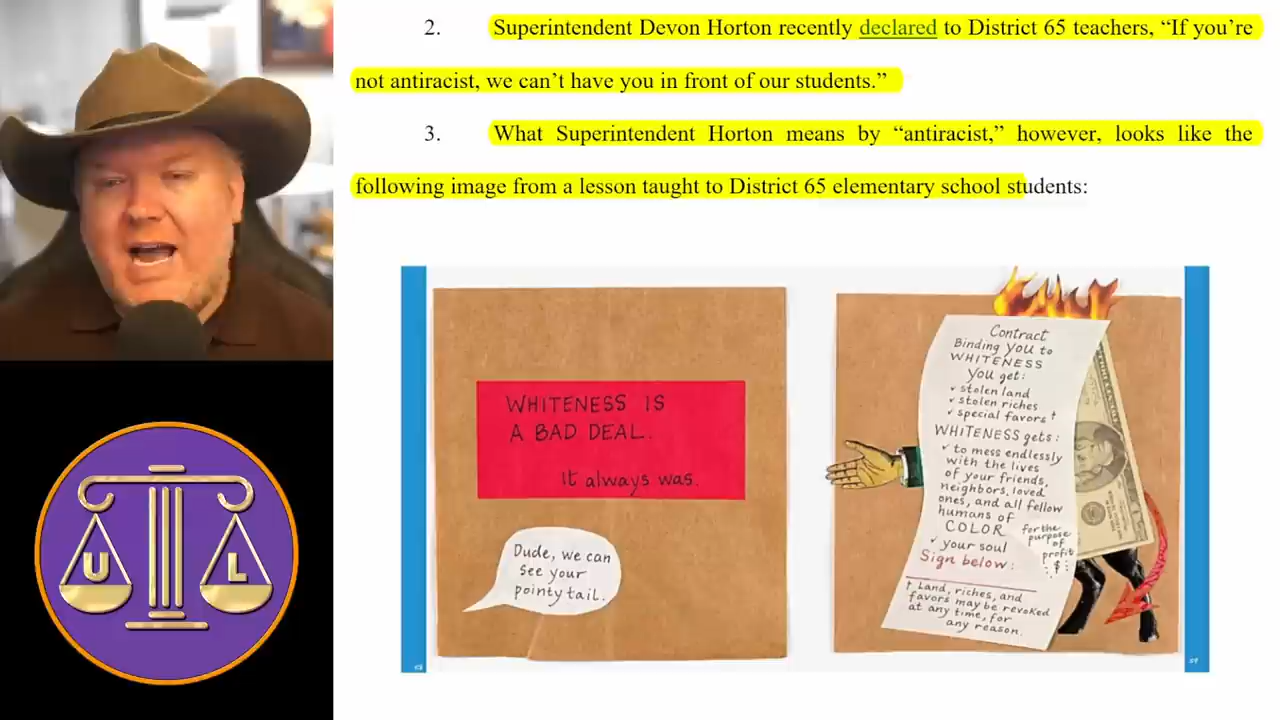 2. Superintendent Devon Horton recently declared to District 65 teachers, “If you’re
not antiracist, we can’t have you in front of our students.”
3. What Superintendent Horton means by “antiracist,” however, looks like the
following image from a lesson taught to District 65 elementary school students:
WHITENESS IS
A BAD DEAL.
It always was.
Dude, we can
see your
pointy tail.
Contract
Binding YOU to
WHITENESS
You get:
✓ stolen land
✓ stolen riches
✓ special favors †
WHITENESS gets:
✓ to mess endlessly
with the lives
of your friends,
neighbors, loved
ones, and all fellow
humans of
COLOR
for the
purpose
of
profit
$
✓ your soul
Sign below:
† Land, riches, and
favors may be revoked
at any time, for
any reason.
U L